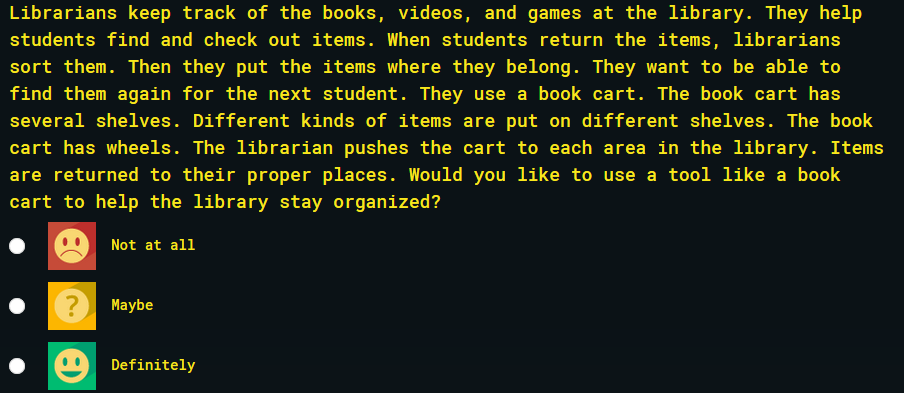 Librarians keep track of the books, videos, and games at the library. They help
students find and check out items. When students return the items, librarians
sort them. Then they put the items where they belong. They want to be able to
find them again for the next student. They use a book cart. The book cart has
several shelves. Different kinds of items are put on different shelves. The book
cart has wheels. The librarian pushes the cart to each area in the library. Items
are returned to their proper places. Would you like to use a tool like a book
cart to help the library stay organized?
Not at all
?
Maybe
Definitely